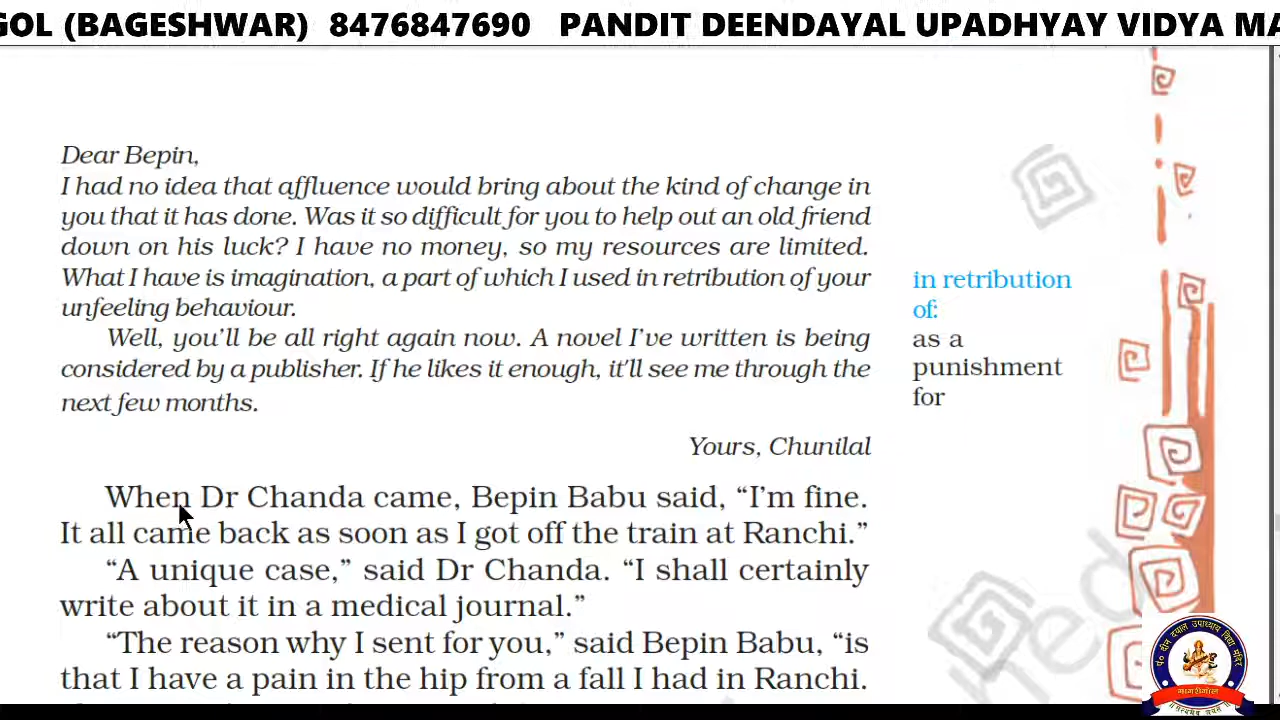 GOL (BAGESHWAR) 8476847690 PANDIT DEENDAYAL UPADHYAY VIDYA MA
Dear Bepin,
I had no idea that affluence would bring about the kind of change in
you that it has done. Was it so difficult for you to help out an old friend
down on his luck? I have no money, so my resources are limited.
What I have is imagination, a part of which I used in retribution of your
unfeeling behaviour.
Well, you’ll be all right again now. A novel I’ve written is being
considered by a publisher. If he likes it enough, it’ll see me through the
next few months.
Yours, Chunilal
in retribution
of:
as a
punishment
for
When Dr Chanda came, Bepin Babu said, “I’m fine.
It all came back as soon as I got off the train at Ranchi.”
“A unique case,” said Dr Chanda. “I shall certainly
write about it in a medical journal.”
“The reason why I sent for you,” said Bepin Babu, “is
that I have a pain in the hip from a fall I had in Ranchi.
पं० दीन दयाल उपाध्याय विद्या मंदिर